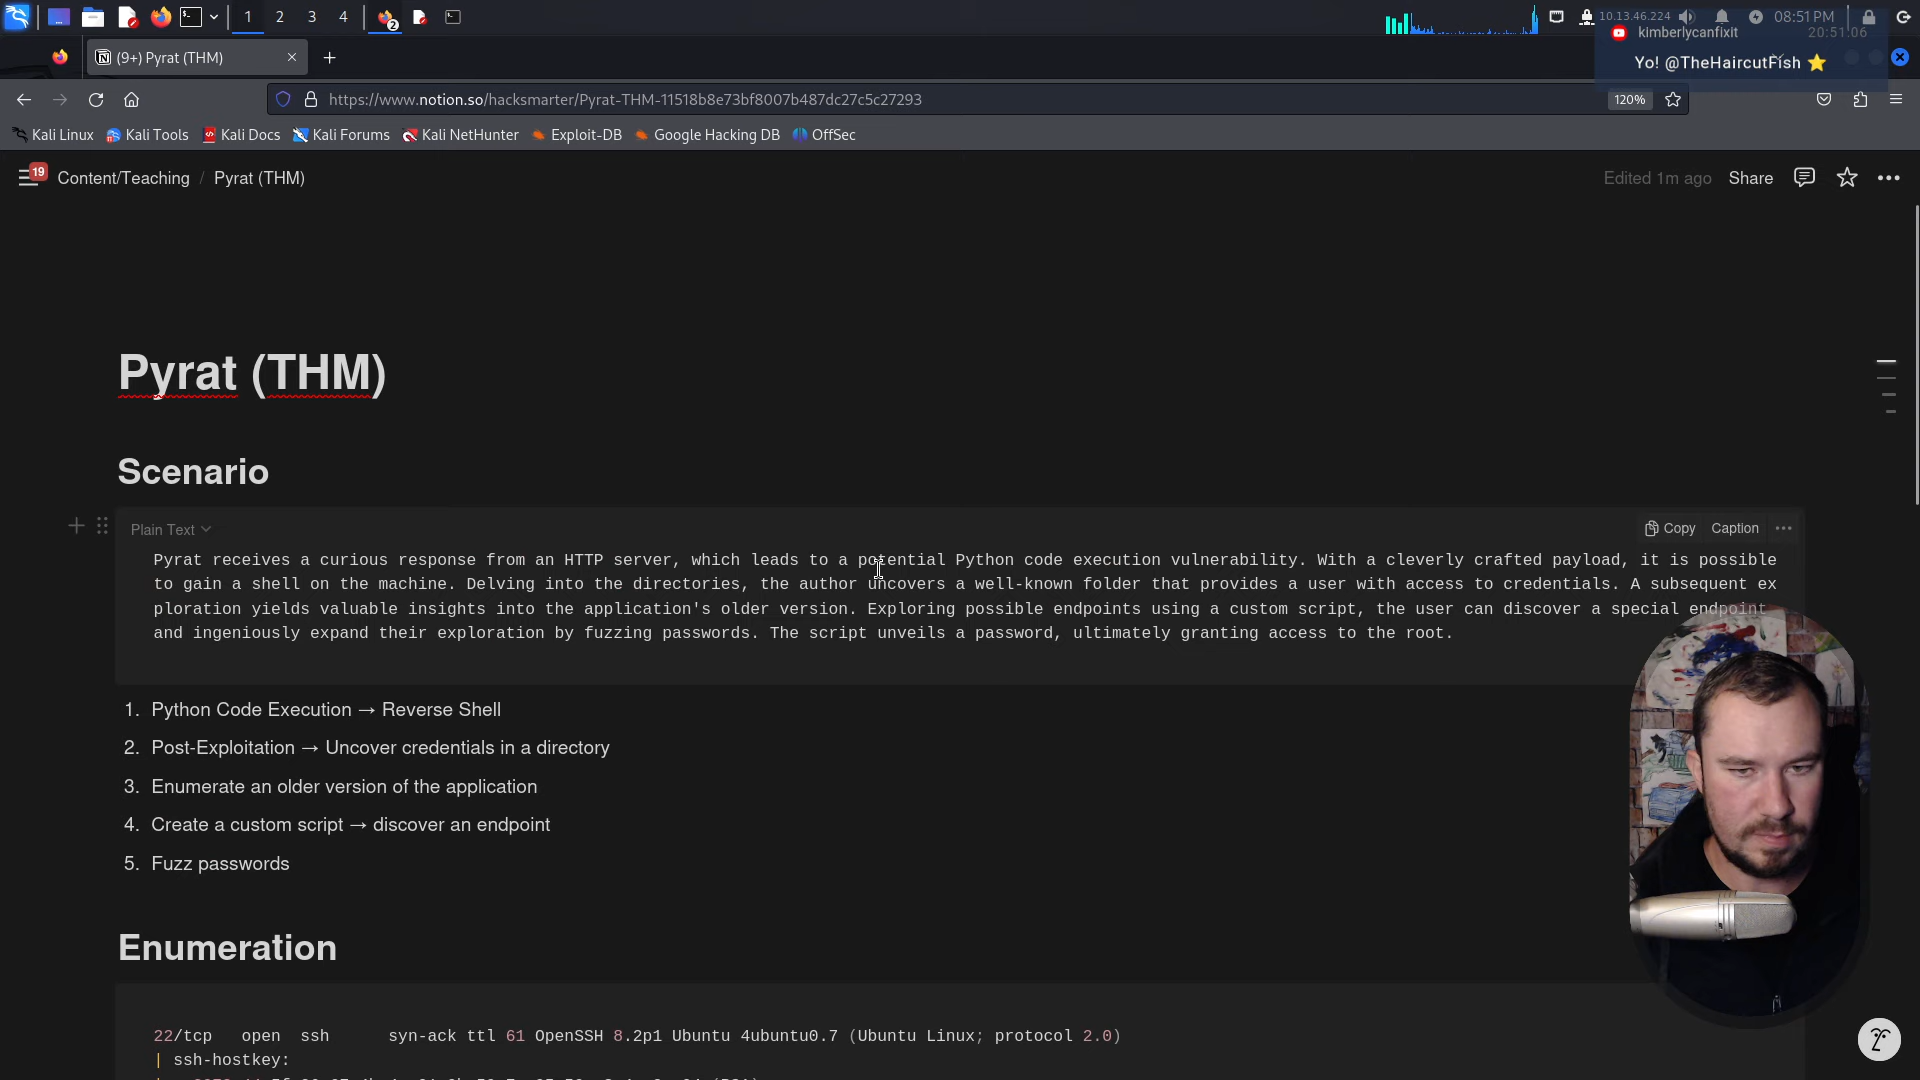 1 2 3 4 2
10.13.46.224 08:51 PM
kimberlycanfixit 20:51:06
Yo! @TheHaircutFish ⭐
(9+) Pyrat (THM)
https://www.notion.so/hacksmarter/Pyrat-THM-11518b8e73bf8007b487dc27c5c27293 120%
Kali Linux Kali Tools Kali Docs Kali Forums Kali NetHunter Exploit-DB Google Hacking DB OffSec
19 Content/Teaching / Pyrat (THM) Edited 1m ago Share
Pyrat (THM)
Scenario
Plain Text Copy Caption
Pyrat receives a curious response from an HTTP server, which leads to a potential Python code execution vulnerability. With a cleverly crafted payload, it is possible
to gain a shell on the machine. Delving into the directories, the author uncovers a well-known folder that provides a user with access to credentials. A subsequent ex
ploration yields valuable insights into the application's older version. Exploring possible endpoints using a custom script, the user can discover a special endpoint
and ingeniously expand their exploration by fuzzing passwords. The script unveils a password, ultimately granting access to the root.
1. Python Code Execution → Reverse Shell
2. Post-Exploitation → Uncover credentials in a directory
3. Enumerate an older version of the application
4. Create a custom script → discover an endpoint
5. Fuzz passwords
Enumeration
22/tcp open ssh syn-ack ttl 61 OpenSSH 8.2p1 Ubuntu 4ubuntu0.7 (Ubuntu Linux; protocol 2.0)
| ssh-hostkey: